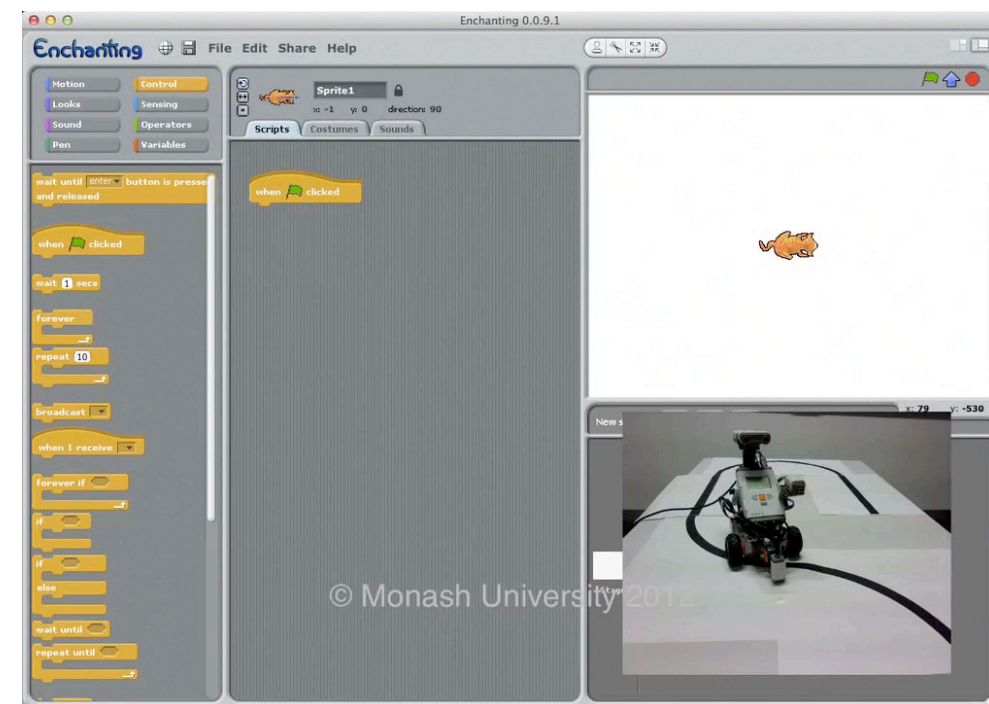 Enchanting 0.0.9.1
Enchanting File Edit Share Help
Motion Control
Looks Sensing
Sound Operators
Pen Variables
Sprite1
x: -1 y: 0 direction: 90
Scripts Costumes Sounds
wait until enter button is presse
and released
when clicked
wait 1 secs
forever
repeat 10
broadcast
when I receive
forever if
if
if
else
wait until
repeat until
when clicked
x: 79 y: -530
New s
Stage
© Monash University 2012